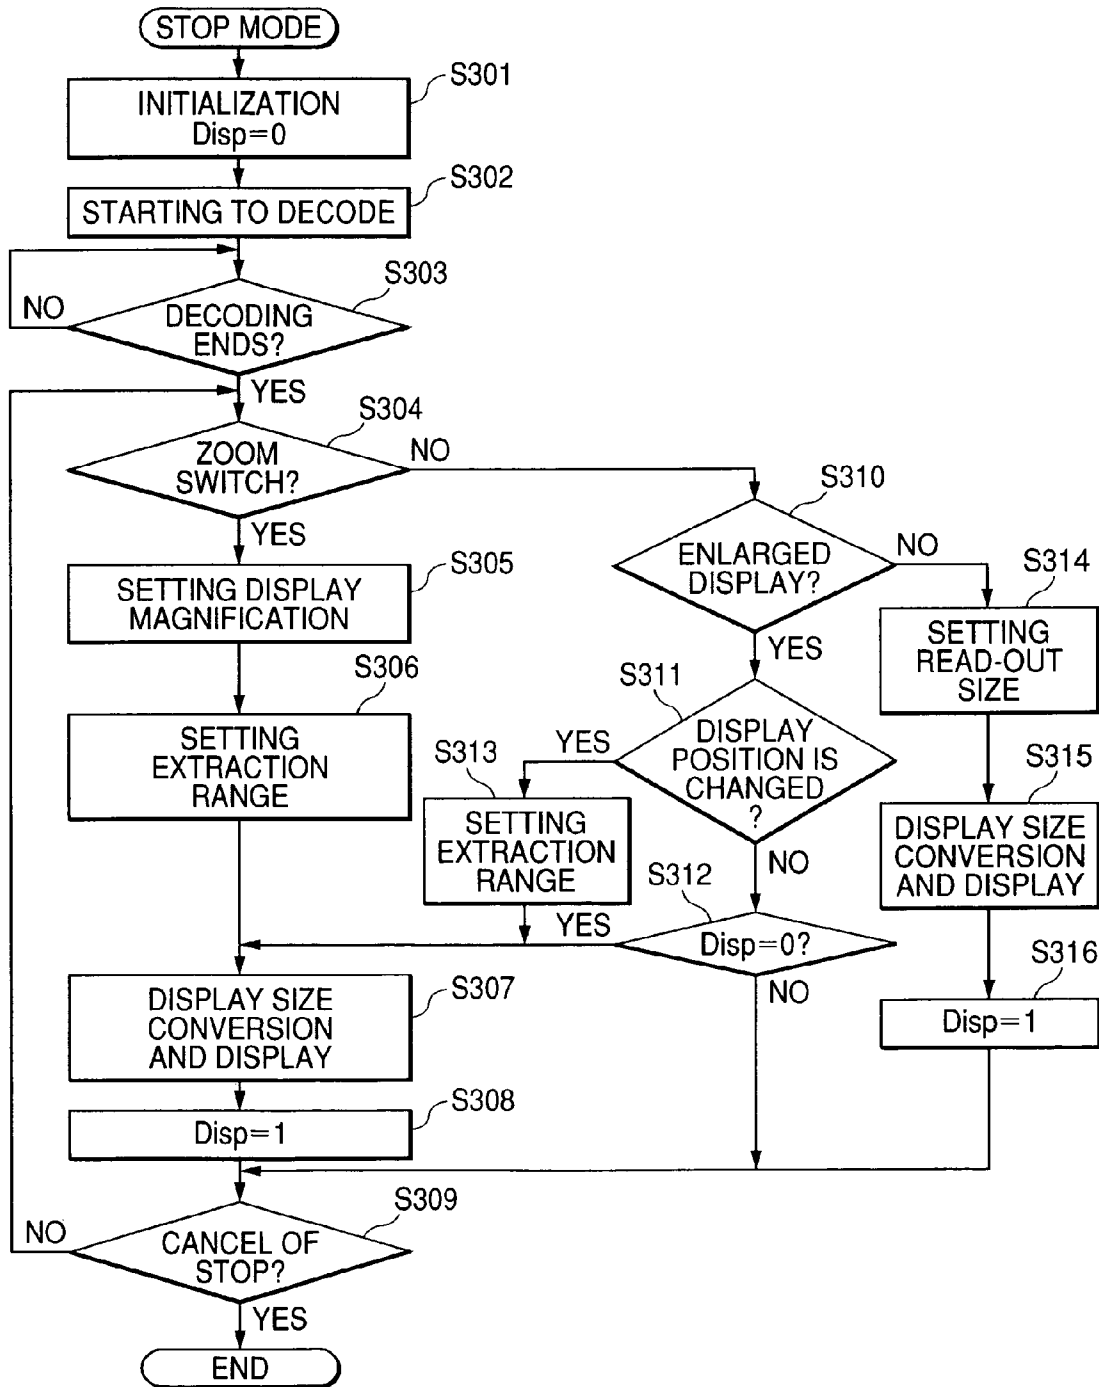 STOP MODE
S301
INITIALIZATION
Disp=0
S302
STARTING TO DECODE
S303
NO
DECODING
ENDS?
YES
S304
ZOOM
SWITCH?
NO
YES
S310
ENLARGED
DISPLAY?
NO
YES
S305
SETTING DISPLAY
MAGNIFICATION
S314
SETTING
READ-OUT
SIZE
S306
SETTING
EXTRACTION
RANGE
S311
DISPLAY
POSITION IS
CHANGED
?
YES
NO
S313
SETTING
EXTRACTION
RANGE
S315
DISPLAY SIZE
CONVERSION
AND DISPLAY
S312
YES
Disp=0?
NO
S316
Disp=1
S307
DISPLAY SIZE
CONVERSION
AND DISPLAY
S308
Disp=1
S309
NO
CANCEL OF
STOP?
YES
END